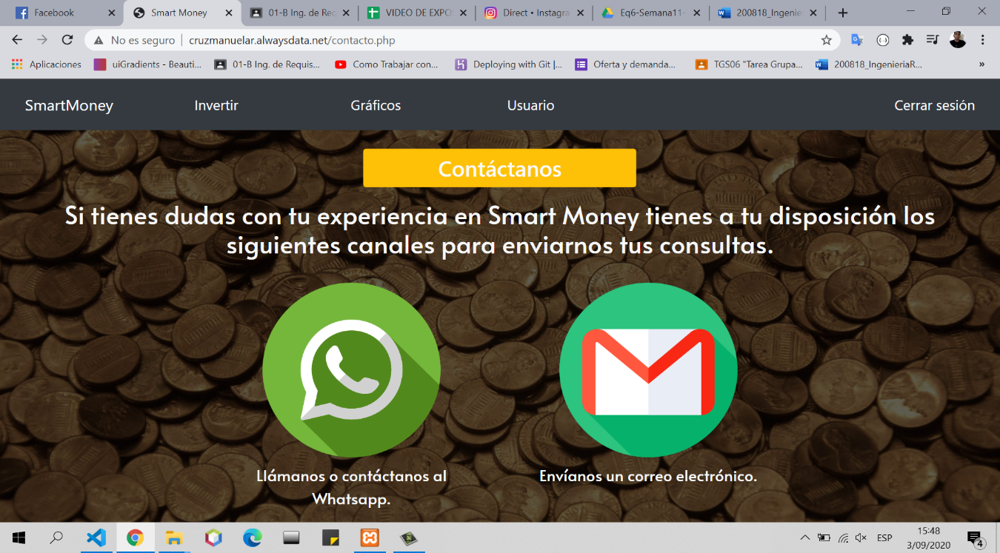 Facebook
Smart Money
01-B Ing. de Rec
VIDEO DE EXPO
Direct • Instagra
Eq6-Semana11-
200818_Ingenie
No es seguro
cruzmanuelar.alwaysdata.net/contacto.php
Aplicaciones
uiGradients - Beauti...
01-B Ing. de Requis...
Como Trabajar con...
Deploying with Git |...
Oferta y demanda...
TGS06 "Tarea Grupa...
200818_IngenieriaR...
»
SmartMoney
Invertir
Gráficos
Usuario
Cerrar sesión
Contáctanos
Si tienes dudas con tu experiencia en Smart Money tienes a tu disposición los
siguientes canales para enviarnos tus consultas.
Llámanos o contáctanos al
Whatsapp.
Envíanos un correo electrónico.
ESP
15:48
3/09/2020
4